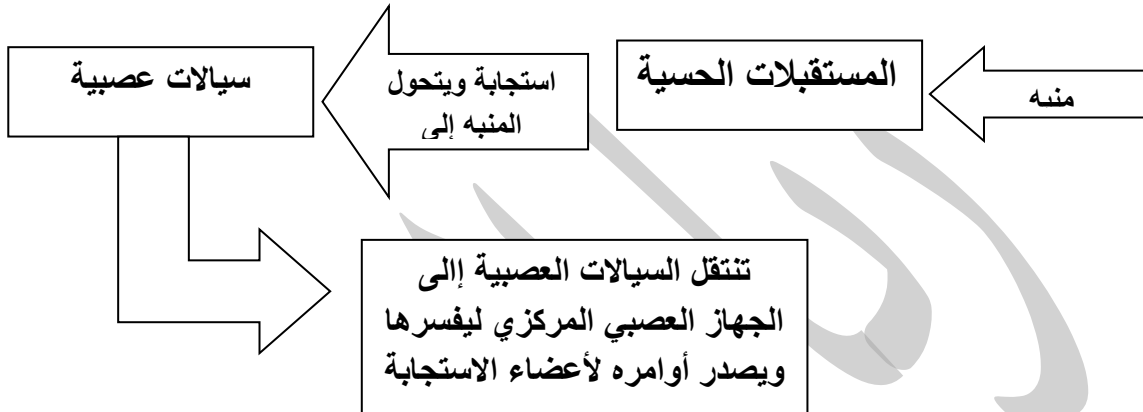 منبه
المستقبلات الحسية
استجابة ويتحول
المنبه إلى
سيالات عصبية
تنتقل السيالات العصبية إالى
الجهاز العصبي المركزي ليفسرها
ويصدر أوامره لأعضاء الاستجابة